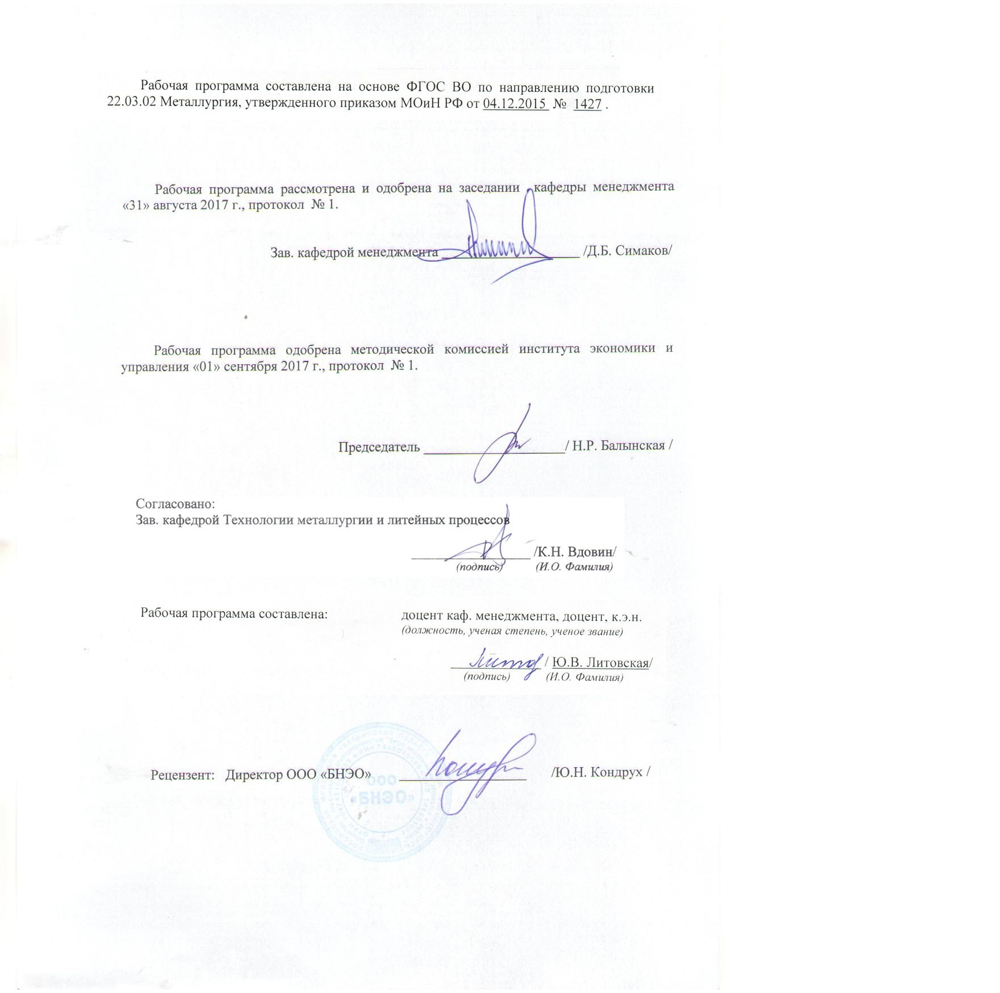 Рабочая программа составлена на основе ФГОС ВО по направлению подготовки
22.03.02 Металлургия, утвержденного приказом МОиН РФ от 04.12.2015 № 1427 .
Рабочая программа рассмотрена и одобрена на заседании кафедры менеджмента
«31» августа 2017 г., протокол № 1.
Зав. кафедрой менеджмента /Д.Б. Симаков/
Рабочая программа одобрена методической комиссией института экономики и
управления «01» сентября 2017 г., протокол № 1.
Председатель / Н.Р. Балынская /
Согласовано:
Зав. кафедрой Технологии металлургии и литейных процессов
/К.Н. Вдовин/
(подпись) (И.О. Фамилия)
Рабочая программа составлена: доцент каф. менеджмента, доцент, к.э.н.
(должность, ученая степень, ученое звание)
/ Ю.В. Литовская/
(подпись) (И.О. Фамилия)
Рецензент: Директор ООО «БНЭО» /Ю.Н. Кондрух /
ООО
«БНЭО»